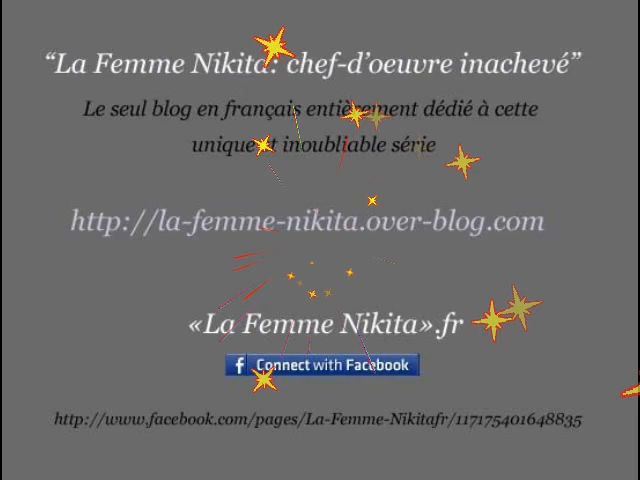 “La Femme Nikita: chef-d’oeuvre inachevé”
Le seul blog en français entièrement dédié à cette
unique et inoubliable série
http://la-femme-nikita.over-blog.com
«La Femme Nikita».fr
f Connect with Facebook
http://www.facebook.com/pages/La-Femme-Nikitafr/117175401648835